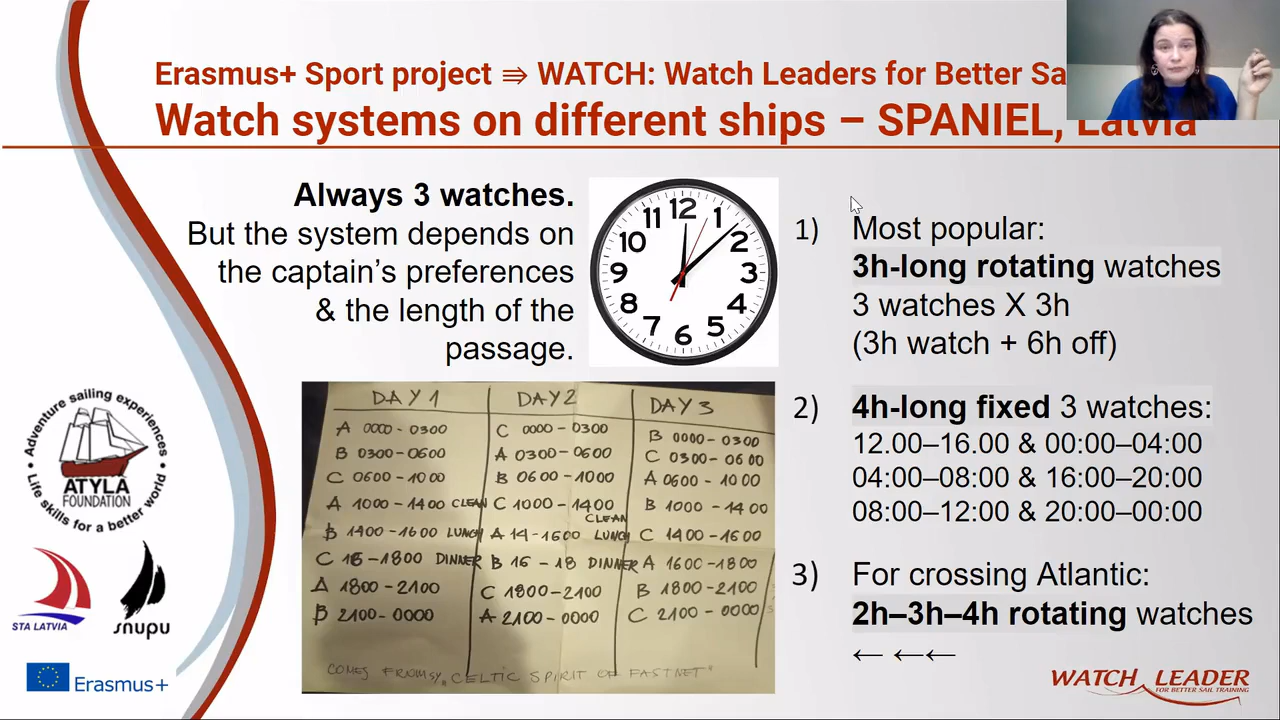 Erasmus+ Sport project ⇛ WATCH: Watch Leaders for Better Sa
Watch systems on different ships – SPANIEL, Latvia
Always 3 watches.
But the system depends on
the captain's preferences
& the length of the
passage.
12
1
2
3
4
5
6
7
8
9
10
11
1) Most popular:
3h-long rotating watches
3 watches X 3h
(3h watch + 6h off)
2) 4h-long fixed 3 watches:
12.00–16.00 & 00:00–04:00
04:00–08:00 & 16:00–20:00
08:00–12:00 & 20:00–00:00
3) For crossing Atlantic:
2h–3h–4h rotating watches
← ←←
DAY 1 DAY 2 DAY 3
A 0000-0300 C 0000-0300 B 0000-0300
B 0300-0600 A 0300-0600 C 0300-0600
C 0600-1000 B 0600-1000 A 0600-1000
A 1000-1400 CLEAN C 1000-1400 CLEAN B 1000-1400
B 1400-1600 LUNCH A 14-1600 LUNCH C 1400-1600
C 16-1800 DINNER B 16-18 DINNER A 1600-1800
A 1800-2100 C 1800-2100 B 1800-2100
B 2100-0000 A 2100-0000 C 2100-0000
COMES FROM SY "CELTIC SPIRIT OF FASTNET"
Adventure sailing experiences
ATYLA
FOUNDATION
Life skills for a better world
STA LATVIA
snupu
Erasmus+
WATCH LEADER
FOR BETTER SAIL TRAINING